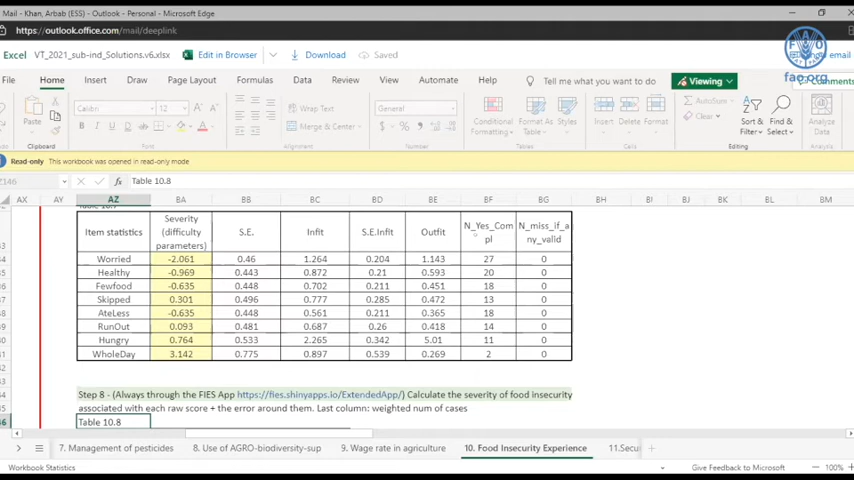 Mail - Khan, Arbab (ESS) - Outlook - Personal - Microsoft Edge
https://outlook.office.com/mail/deeplink
Excel VT_2021_sub-ind_Solutions.v6.xlsx Edit in Browser Download Saved email
FAO
fao.org
File Home Insert Draw Page Layout Formulas Data Review View Automate Help Tell me what you want to do Viewing Comments
Paste Calibri 12 A A Wrap Text General Conditional Formatting Format As Table Styles Insert Delete Format AutoSum Clear Sort & Filter Find & Select Analyze Data
B I U D A Merge & Center $ %
Clipboard Font Alignment Number Tables Cells Editing
Read-only This workbook was opened in read-only mode
Z146 fx Table 10.8
AX AY AZ BA BB BC BD BE BF BG BH BI BJ BK BL BM
Table 10.7
Item statistics Severity (difficulty parameters) S.E. Infit S.E.Infit Outfit N_Yes_Compl N_miss_if_any_valid
Worried -2.061 0.46 1.264 0.204 1.143 27 0
Healthy -0.969 0.443 0.872 0.21 0.593 20 0
Fewfood -0.635 0.448 0.702 0.211 0.451 18 0
Skipped 0.301 0.496 0.777 0.285 0.472 13 0
AteLess -0.635 0.448 0.561 0.211 0.365 18 0
RunOut 0.093 0.481 0.687 0.26 0.418 14 0
Hungry 0.764 0.533 2.265 0.342 5.01 11 0
WholeDay 3.142 0.775 0.897 0.539 0.269 2 0
Step 8 - (Always through the FIES App https://fies.shinyapps.io/ExtendedApp/) Calculate the severity of food insecurity
associated with each raw score + the error around them. Last column: weighted num of cases
Table 10.8
7. Management of pesticides 8. Use of AGRO-biodiversity-sup 9. Wage rate in agriculture 10. Food Insecurity Experience 11.Secu
Workbook Statistics Give Feedback to Microsoft 100%